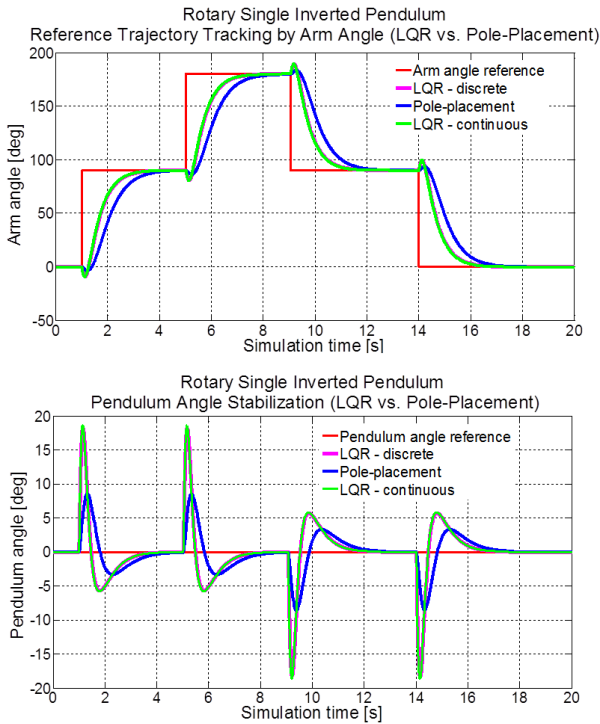 Rotary Single Inverted Pendulum
Reference Trajectory Tracking by Arm Angle (LQR vs. Pole-Placement)
200
150
100
50
0
-50
Arm angle [deg]
Arm angle reference
LQR - discrete
Pole-placement
LQR - continuous
0 2 4 6 8 10 12 14 16 18 20
Simulation time [s]
Rotary Single Inverted Pendulum
Pendulum Angle Stabilization (LQR vs. Pole-Placement)
20
15
10
5
0
-5
-10
-15
-20
Pendulum angle [deg]
Pendulum angle reference
LQR - discrete
Pole-placement
LQR - continuous
0 2 4 6 8 10 12 14 16 18 20
Simulation time [s]